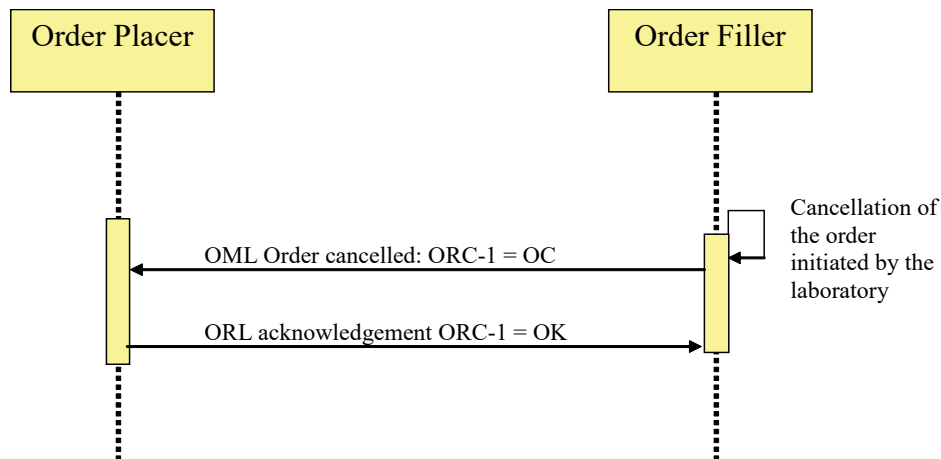 Order Placer
Order Filler
Cancellation of
the order
initiated by the
laboratory
OML Order cancelled: ORC-1 = OC
ORL acknowledgement ORC-1 = OK